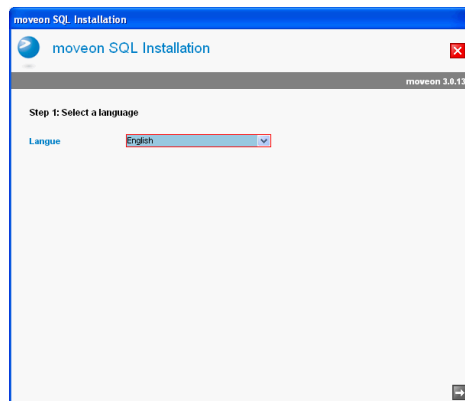 moveon SQL Installation
moveon SQL Installation
moveon 3.0.13
Step 1: Select a language
Langue English